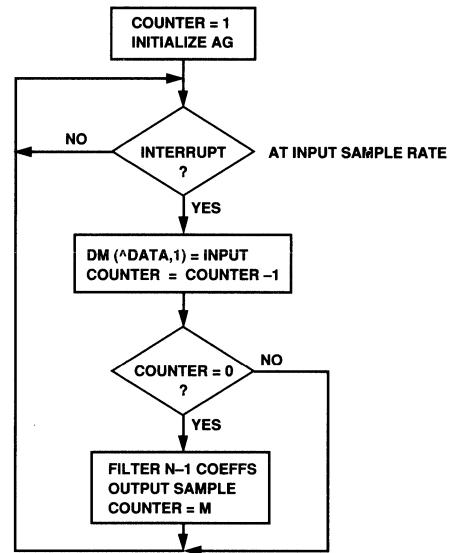 COUNTER = 1
INITIALIZE AG
NO
INTERRUPT
?
AT INPUT SAMPLE RATE
YES
DM (^DATA,1) = INPUT
COUNTER = COUNTER –1
COUNTER = 0
?
NO
YES
FILTER N–1 COEFFS
OUTPUT SAMPLE
COUNTER = M